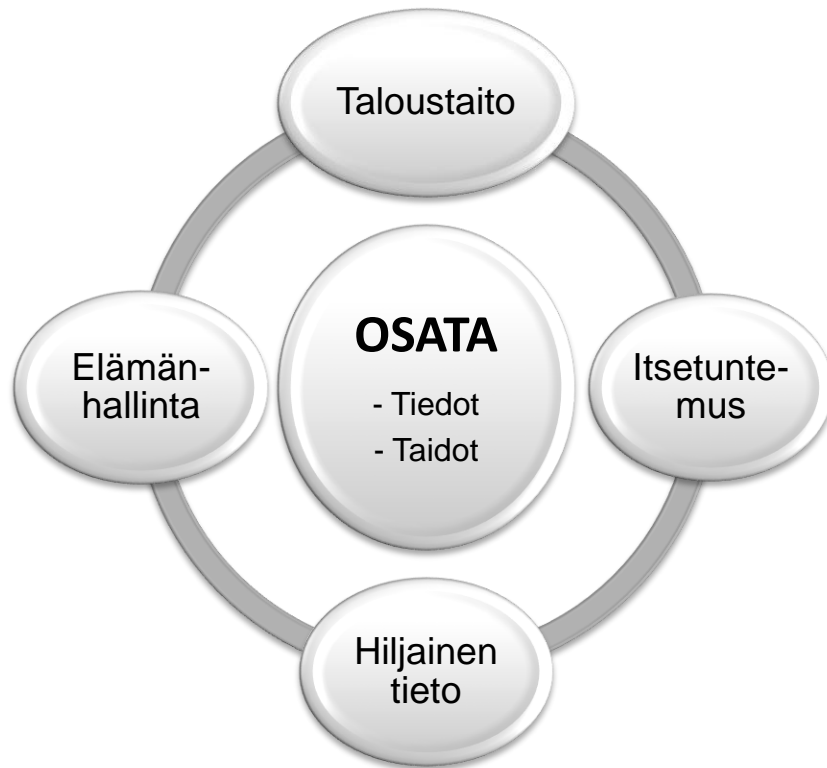 Taloustaito
Elämän-
hallinta
OSATA
- Tiedot
- Taidot
Itsetunte-
mus
Hiljainen
tieto